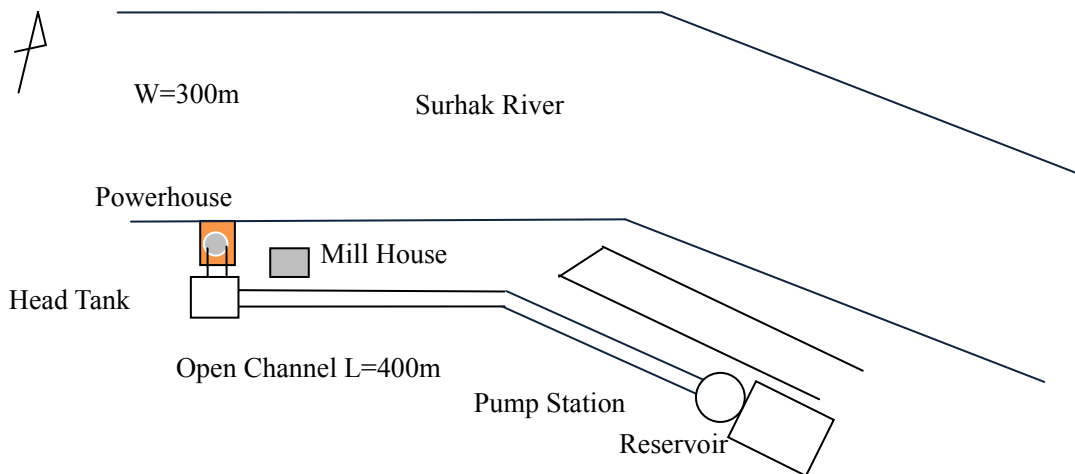 W=300m
Surhak River
Powerhouse
Mill House
Head Tank
Open Channel L=400m
Pump Station
Reservoir